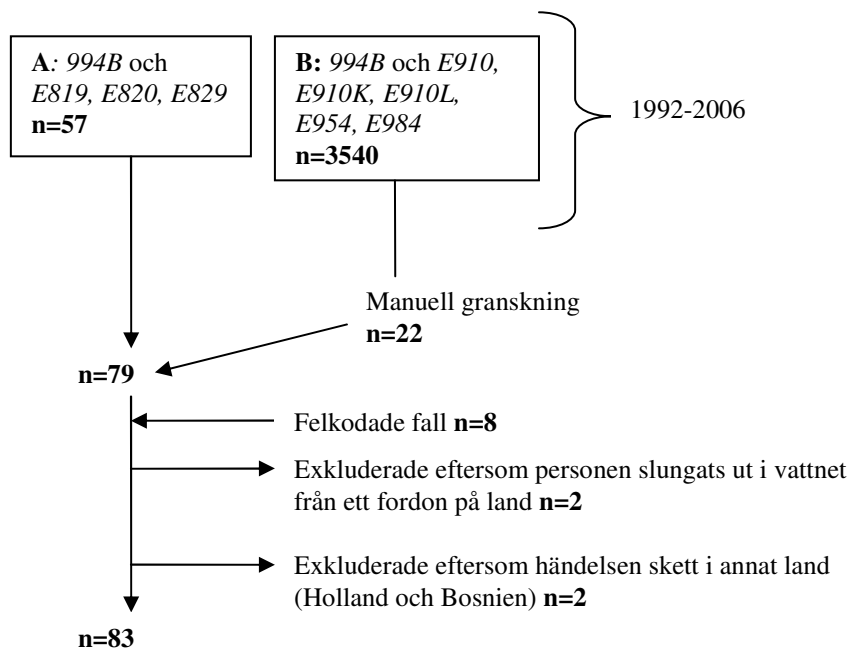 A: 994B och
E819, E820, E829
n=57
B: 994B och E910,
E910K, E910L,
E954, E984
n=3540
1992-2006
Manuell granskning
n=22
n=79
Felkodade fall n=8
Exkluderade eftersom personen slungats ut i vattnet
från ett fordon på land n=2
Exkluderade eftersom händelsen skett i annat land
(Holland och Bosnien) n=2
n=83